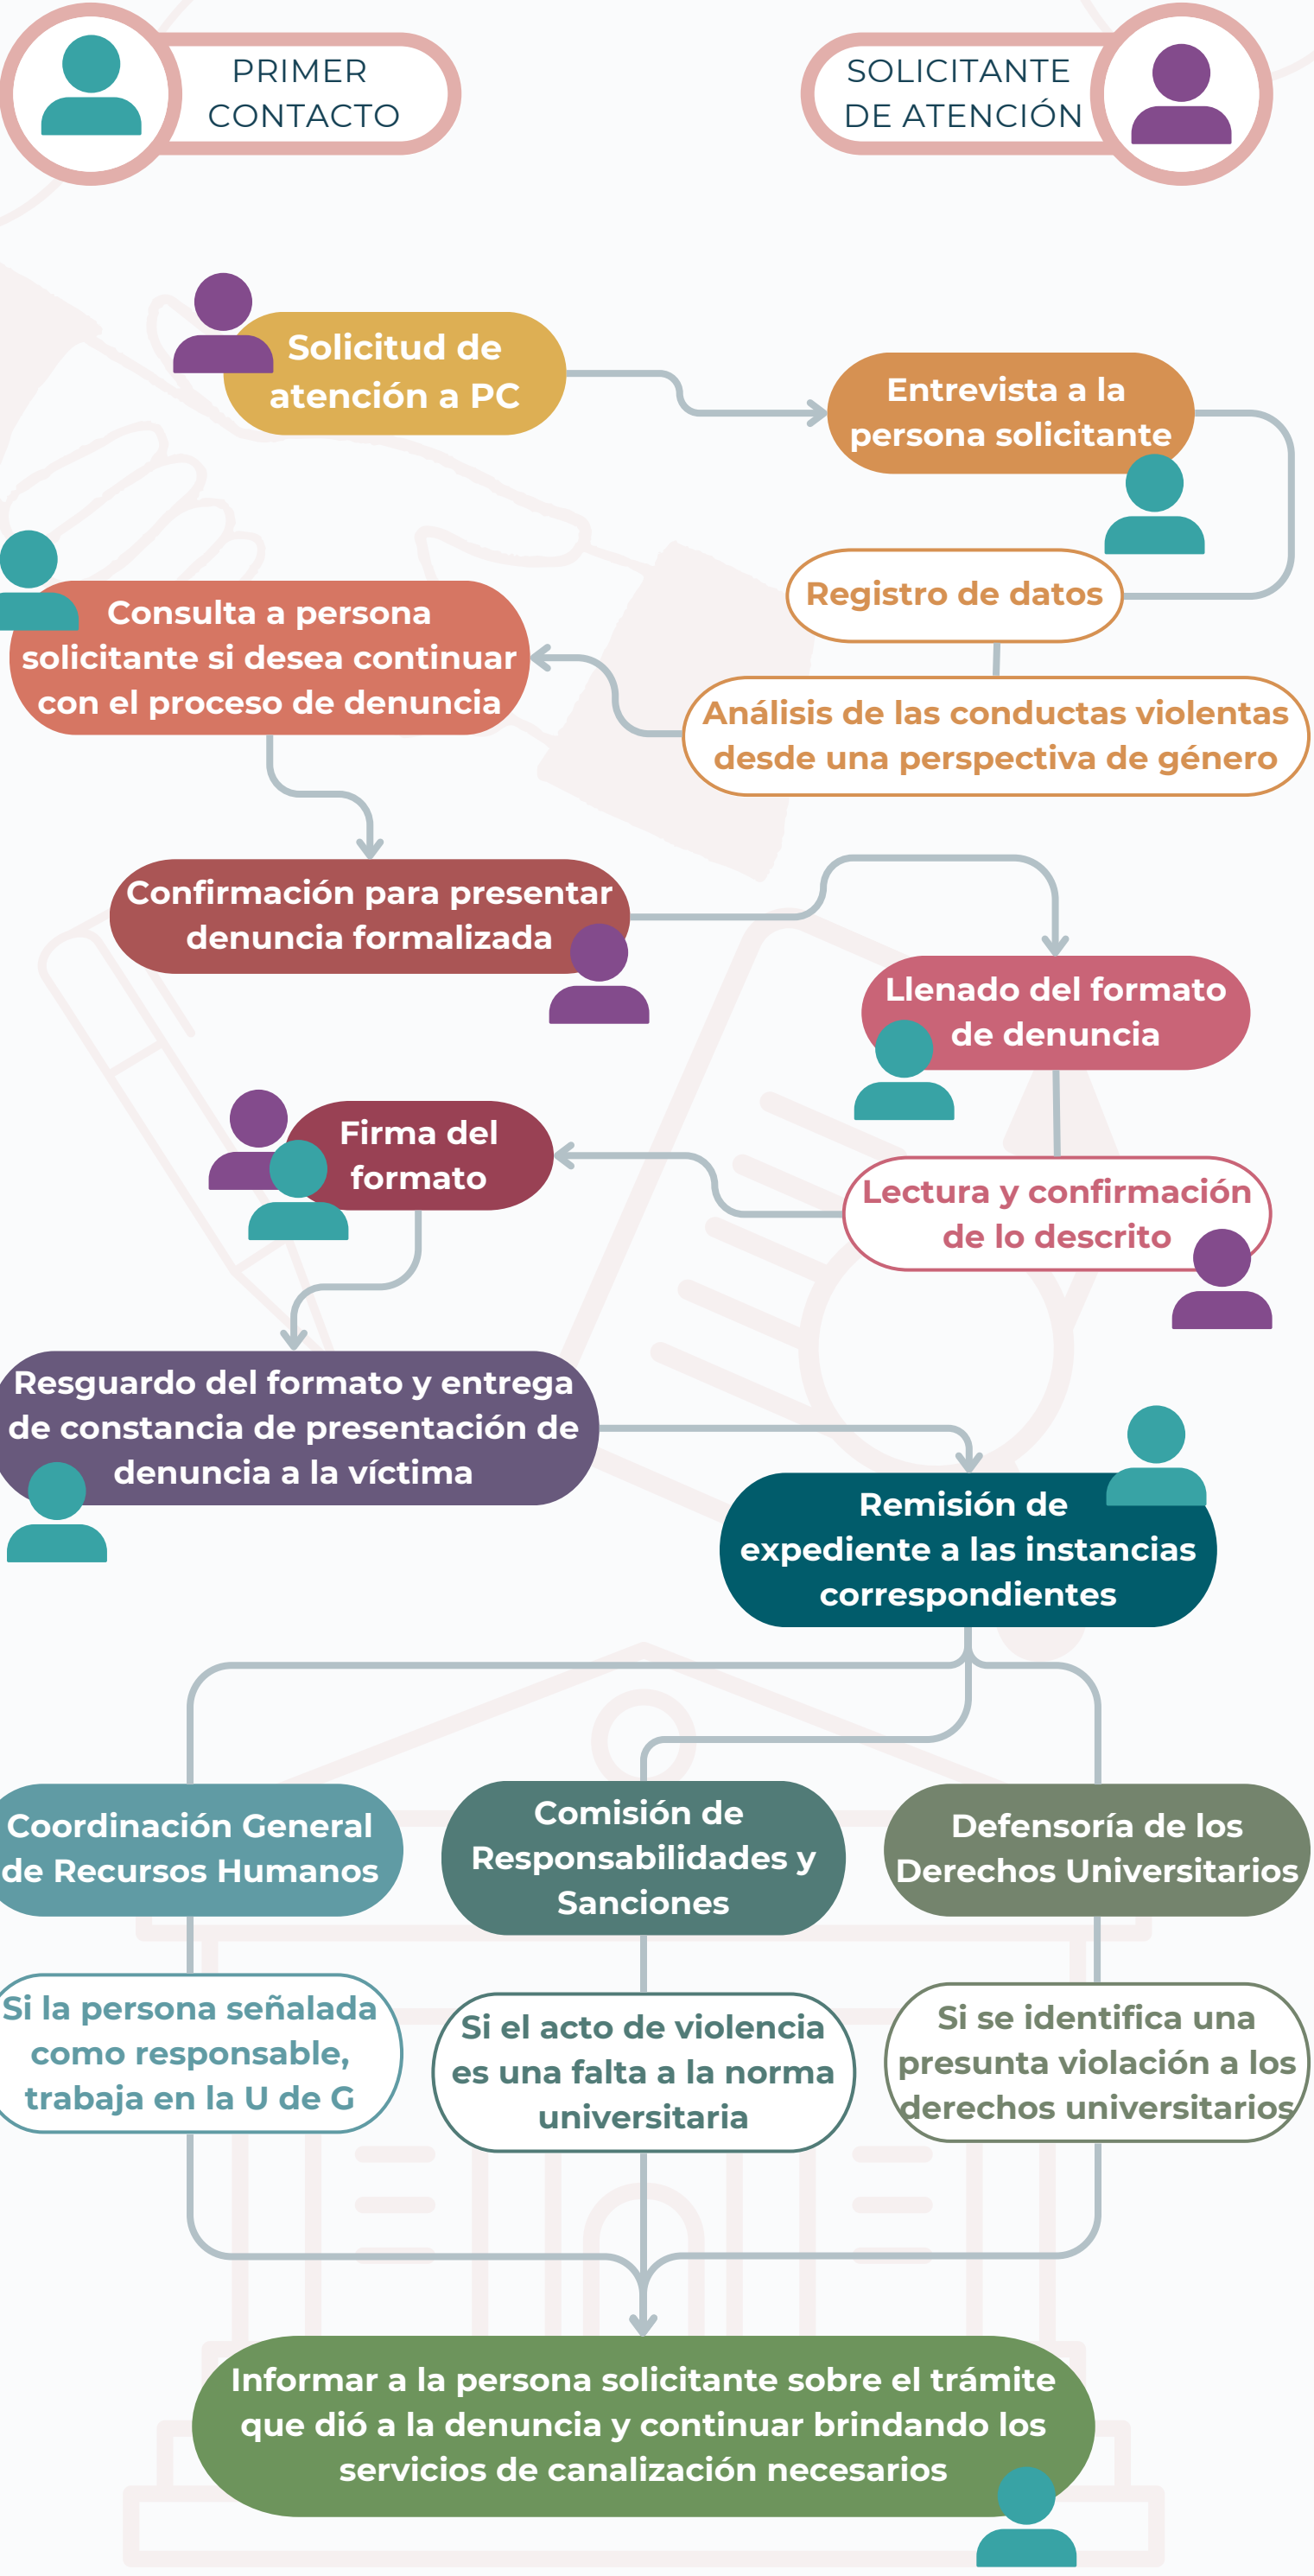 PRIMER
CONTACTO
SOLICITANTE
DE ATENCIÓN
Solicitud de
atención a PC
Entrevista a la
persona solicitante
Registro de datos
Análisis de las conductas violentas
desde una perspectiva de género
Consulta a persona
solicitante si desea continuar
con el proceso de denuncia
Confirmación para presentar
denuncia formalizada
Llenado del formato
de denuncia
Lectura y confirmación
de lo descrito
Firma del
formato
Resguardo del formato y entrega
de constancia de presentación de
denuncia a la víctima
Remisión de
expediente a las instancias
correspondientes
Coordinación General
de Recursos Humanos
Comisión de
Responsabilidades y
Sanciones
Defensoría de los
Derechos Universitarios
Si la persona señalada
como responsable,
trabaja en la U de G
Si el acto de violencia
es una falta a la norma
universitaria
Si se identifica una
presunta violación a los
derechos universitarios
Informar a la persona solicitante sobre el trámite
que dió a la denuncia y continuar brindando los
servicios de canalización necesarios